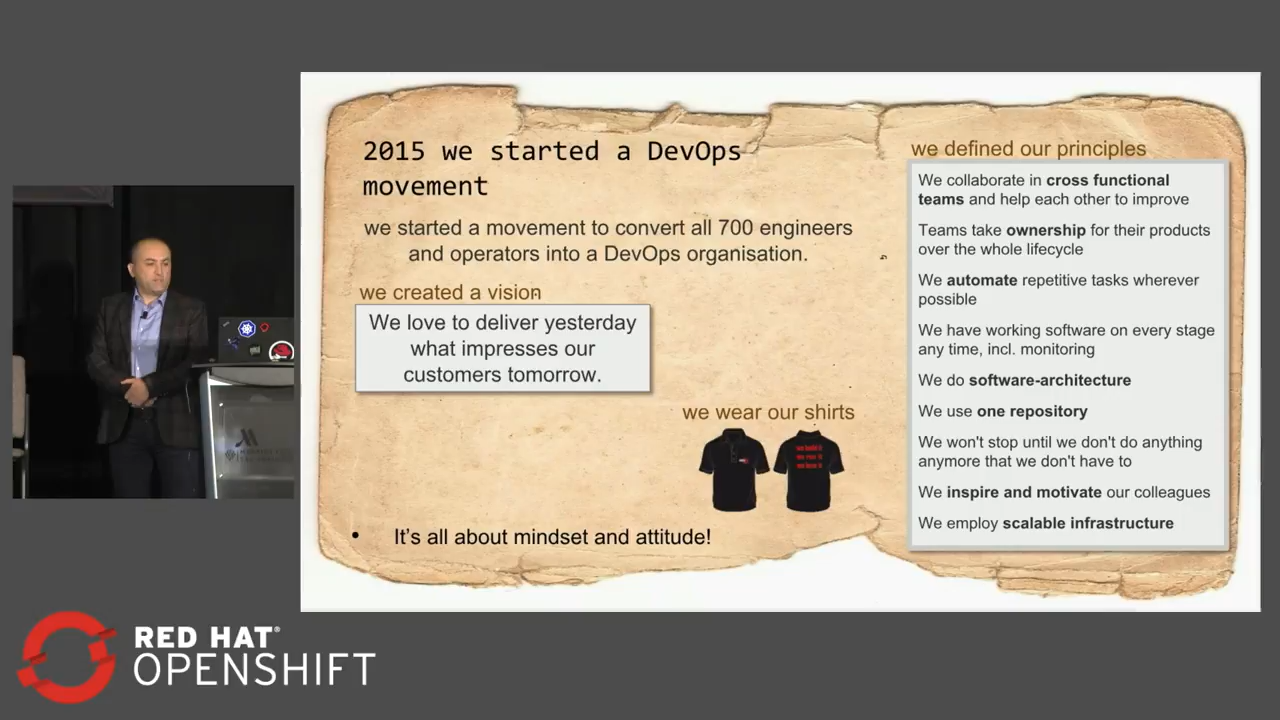 2015 we started a DevOps
movement
we started a movement to convert all 700 engineers
and operators into a DevOps organisation.
we created a vision
We love to deliver yesterday
what impresses our
customers tomorrow.
we wear our shirts
• It’s all about mindset and attitude!
we defined our principles
We collaborate in cross functional
teams and help each other to improve
Teams take ownership for their products
over the whole lifecycle
We automate repetitive tasks wherever
possible
We have working software on every stage
any time, incl. monitoring
We do software-architecture
We use one repository
We won't stop until we don't do anything
anymore that we don't have to
We inspire and motivate our colleagues
We employ scalable infrastructure
RED HAT®
OPENSHIFT